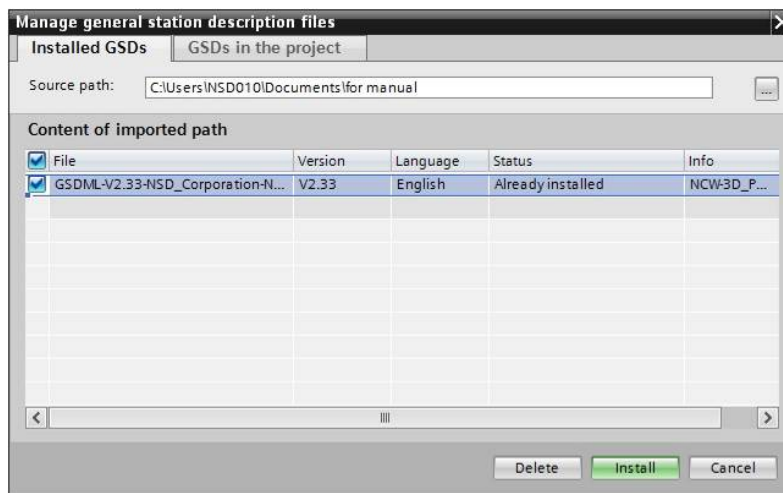 Manage general station description files
Installed GSDs GSDs in the project
Source path: C:\Users\NSD010\Documents\for manual ...
Content of imported path
File Version Language Status Info
GSDML-V2.33-NSD_Corporation-N... V2.33 English Already installed NCW-3D_P...
Delete Install Cancel